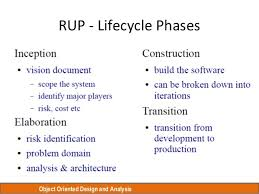 RUP - Lifecycle Phases
Inception
• vision document
– scope the system
– identify major players
– risk, cost etc
Elaboration
• risk identification
• problem domain
• analysis & architecture
Construction
• build the software
• can be broken down into
iterations
Transition
• transition from
development to
production
Object Oriented Design and Analysis